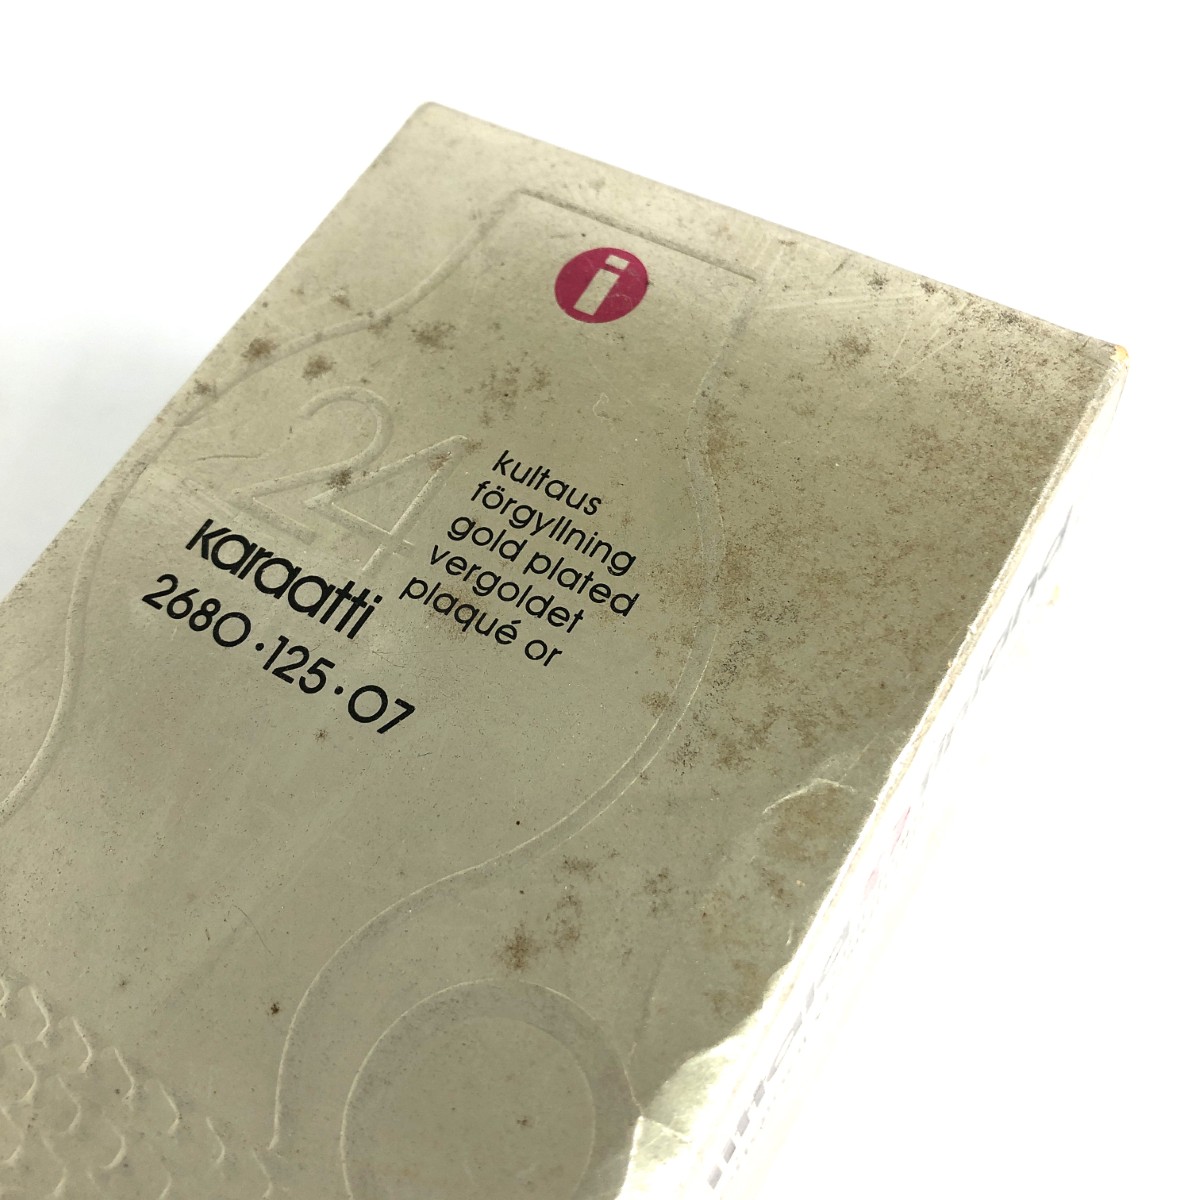 i
24
karaatti
2680·125·07
kultaus
förgyllning
gold plated
vergoldet
plaqué or